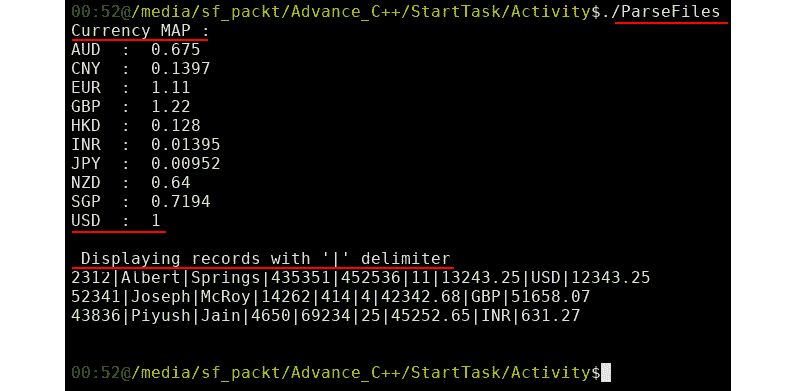 00:52@/media/sf_packt/Advance_C++/StartTask/Activity$./ParseFiles
Currency MAP :
AUD  :  0.675
CNY  :  0.1397
EUR  :  1.11
GBP  :  1.22
HKD  :  0.128
INR  :  0.01395
JPY  :  0.00952
NZD  :  0.64
SGP  :  0.7194
USD  :  1
Displaying records with '|' delimiter
2312|Albert|Springs|435351|452536|11|13243.25|USD|12343.25
52341|Joseph|McRoy|14262|414|4|42342.68|GBP|51658.07
43836|Piyush|Jain|4650|69234|25|45252.65|INR|631.27
00:52@/media/sf_packt/Advance_C++/StartTask/Activity$